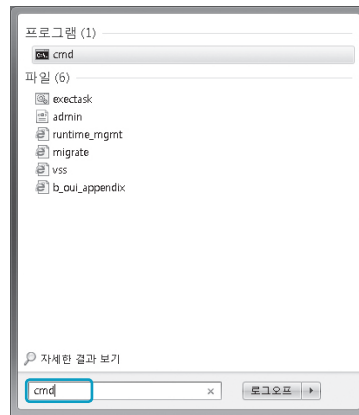 프로그램 (1)
cmd
파일 (6)
exectask
admin
runtime_mgmt
migrate
vss
b_oui_appendix
자세한 결과 보기
cmd
로그오프